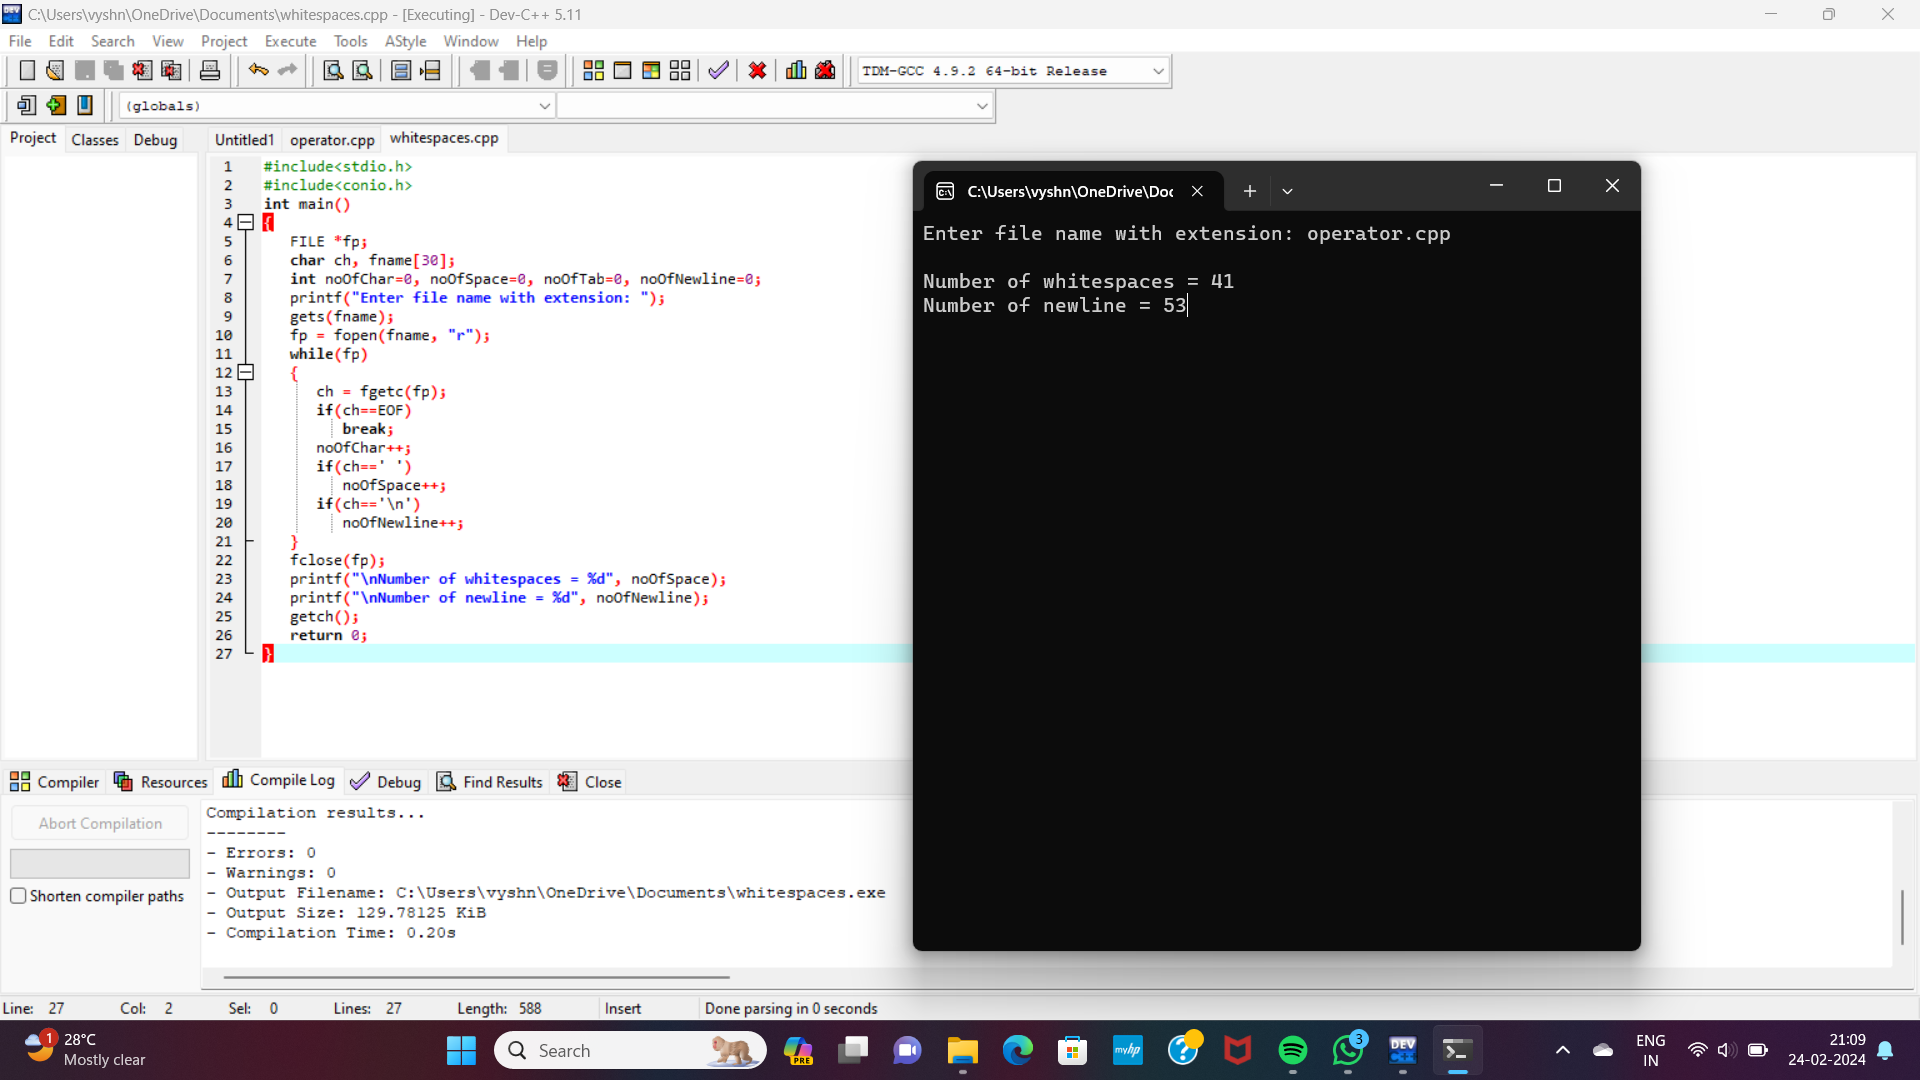 C:\Users\vyshn\OneDrive\Documents\whitespaces.cpp - [Executing] - Dev-C++ 5.11
File Edit Search View Project Execute Tools AStyle Window Help
TDM-GCC 4.9.2 64-bit Release
(globals)
Project Classes Debug
Untitled1 operator.cpp whitespaces.cpp
1 #include<stdio.h>
2 #include<conio.h>
3 int main()
4 {
5 FILE *fp;
6 char ch, fname[30];
7 int noOfChar=0, noOfSpace=0, noOfTab=0, noOfNewline=0;
8 printf("Enter file name with extension: ");
9 gets(fname);
10 fp = fopen(fname, "r");
11 while(fp)
12 {
13 ch = fgetc(fp);
14 if(ch==EOF)
15 break;
16 noOfChar++;
17 if(ch==' ')
18 noOfSpace++;
19 if(ch=='\n')
20 noOfNewline++;
21 }
22 fclose(fp);
23 printf("\nNumber of whitespaces = %d", noOfSpace);
24 printf("\nNumber of newline = %d", noOfNewline);
25 getch();
26 return 0;
27 }
C:\Users\vyshn\OneDrive\Doc
Enter file name with extension: operator.cpp
Number of whitespaces = 41
Number of newline = 53
Compiler Resources Compile Log Debug Find Results Close
Abort Compilation
Shorten compiler paths
Compilation results...
--------
- Errors: 0
- Warnings: 0
- Output Filename: C:\Users\vyshn\OneDrive\Documents\whitespaces.exe
- Output Size: 129.78125 KiB
- Compilation Time: 0.20s
Line: 27 Col: 2 Sel: 0 Lines: 27 Length: 588 Insert Done parsing in 0 seconds
1
28°C
Mostly clear
Search
PRE
myhp
3
DEV
C++
ENG
IN
21:09
24-02-2024